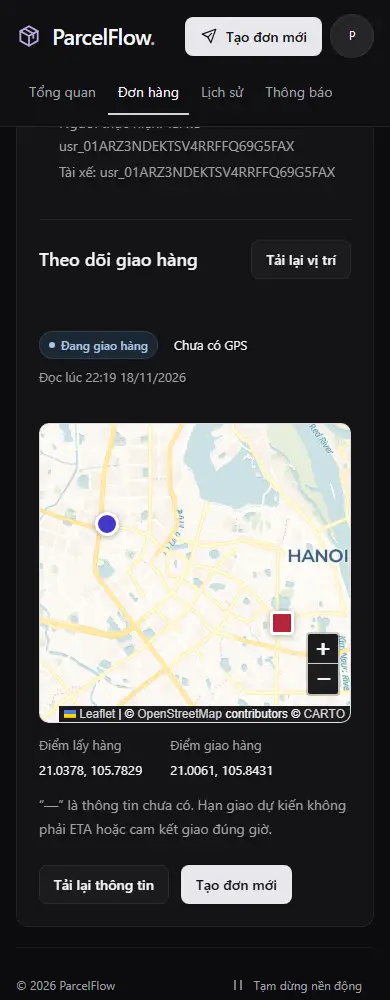 ParcelFlow.
Tạo đơn mới
P
Tổng quan
Đơn hàng
Lịch sử
Thông báo
usr_01ARZ3NDEKTSV4RRFFQ69G5FAX
Tài xế: usr_01ARZ3NDEKTSV4RRFFQ69G5FAX
Theo dõi giao hàng
Tải lại vị trí
Đang giao hàng
Chưa có GPS
Đọc lúc 22:19 18/11/2026
Red River
HANOI
+
−
Leaflet | © OpenStreetMap contributors © CARTO
Điểm lấy hàng
Điểm giao hàng
21.0378, 105.7829
21.0061, 105.8431
“—” là thông tin chưa có. Hạn giao dự kiến không
phải ETA hoặc cam kết giao đúng giờ.
Tải lại thông tin
Tạo đơn mới
© 2026 ParcelFlow
Tạm dừng nền động